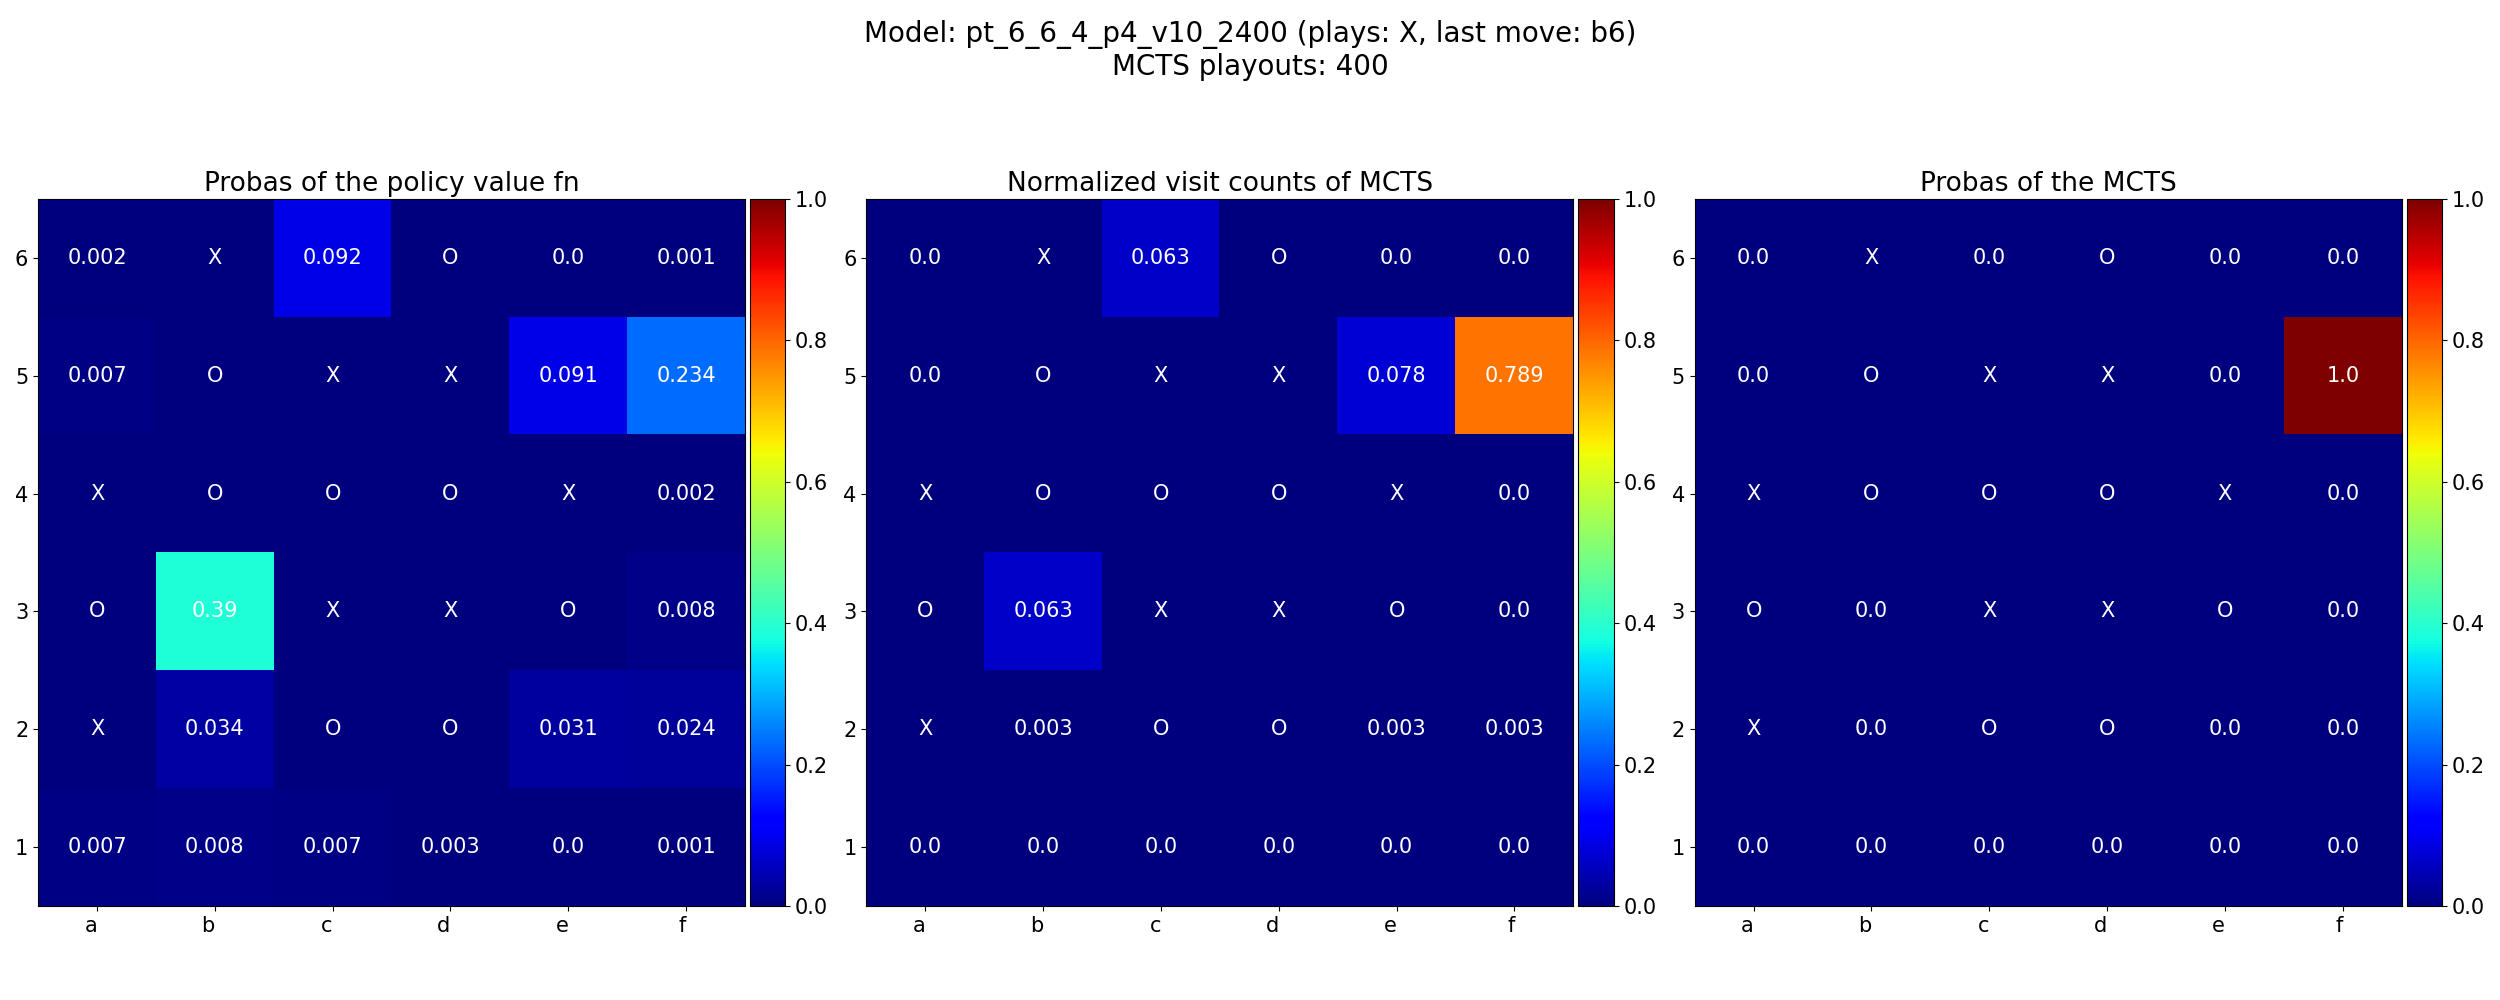 Model: pt_6_6_4_p4_v10_2400 (plays: X, last move: b6)
MCTS playouts: 400
Probas of the policy value fn
6 0.002 X 0.092 O 0.0 0.001
5 0.007 O X X 0.091 0.234
4 X O O O X 0.002
3 O 0.39 X X O 0.008
2 X 0.034 O O 0.031 0.024
1 0.007 0.008 0.007 0.003 0.0 0.001
a b c d e f
1.0
0.8
0.6
0.4
0.2
0.0
Normalized visit counts of MCTS
6 0.0 X 0.063 O 0.0 0.0
5 0.0 O X X 0.078 0.789
4 X O O O X 0.0
3 O 0.063 X X O 0.0
2 X 0.003 O O 0.003 0.003
1 0.0 0.0 0.0 0.0 0.0 0.0
a b c d e f
1.0
0.8
0.6
0.4
0.2
0.0
Probas of the MCTS
6 0.0 X 0.0 O 0.0 0.0
5 0.0 O X X 0.0 1.0
4 X O O O X 0.0
3 O 0.0 X X O 0.0
2 X 0.0 O O 0.0 0.0
1 0.0 0.0 0.0 0.0 0.0 0.0
a b c d e f
1.0
0.8
0.6
0.4
0.2
0.0